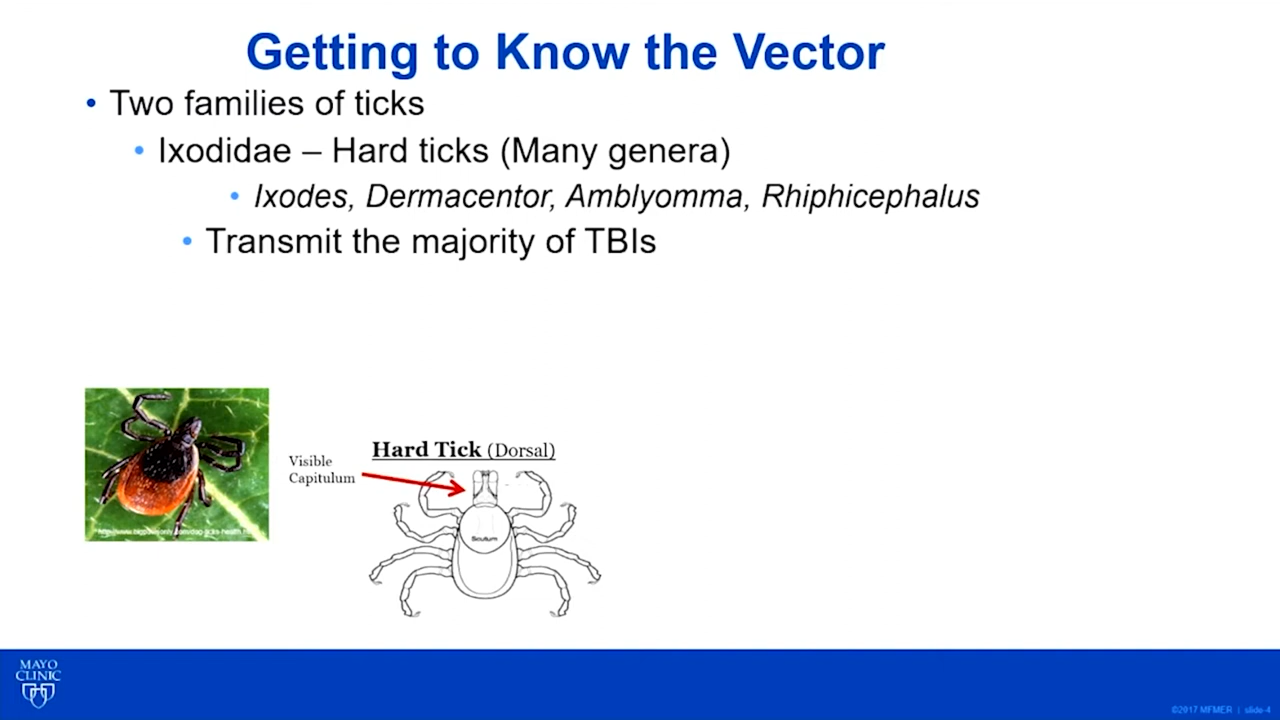 Getting to Know the Vector
• Two families of ticks
• Ixodidae – Hard ticks (Many genera)
• Ixodes, Dermacentor, Amblyomma, Rhiphicephalus
• Transmit the majority of TBIs
Hard Tick (Dorsal)
Visible
Capitulum
Scutum
MAYO
CLINIC
©2017 MFMER | slide-4